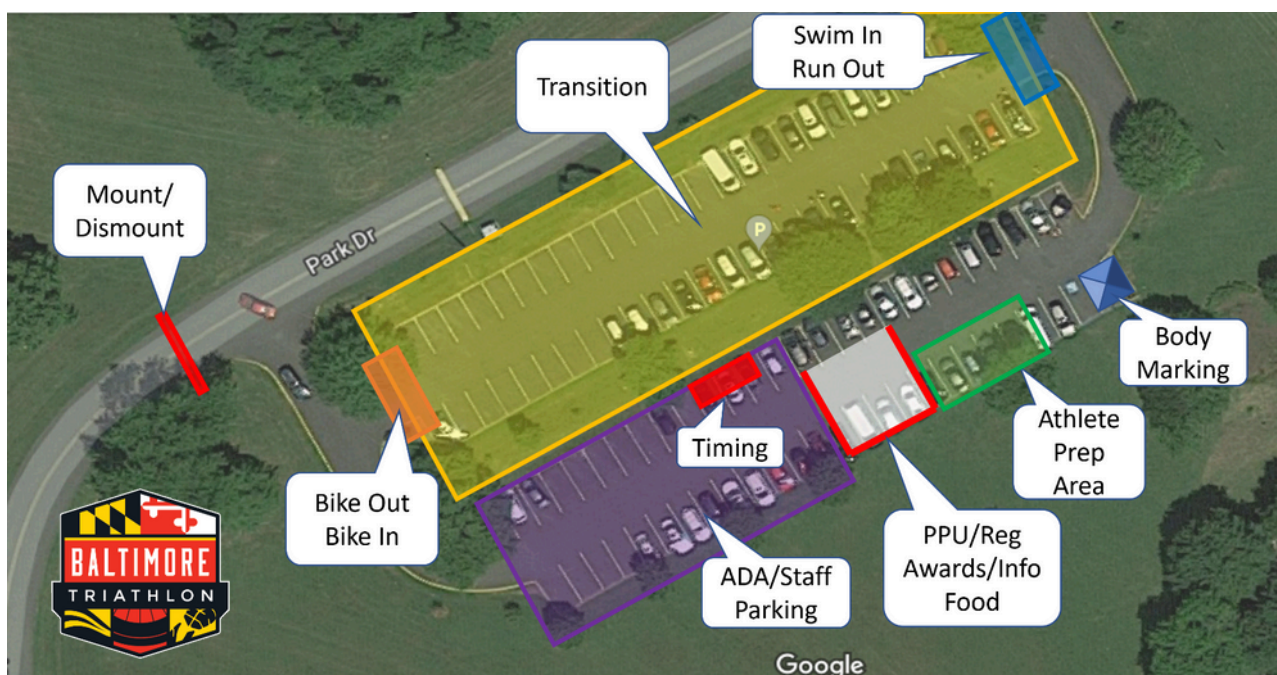 Swim In
Run Out
Transition
Mount/
Dismount
Park Dr
P
Body
Marking
Timing
Athlete
Prep
Area
Bike Out
Bike In
PPU/Reg
Awards/Info
Food
ADA/Staff
Parking
BALTIMORE
TRIATHLON
Google